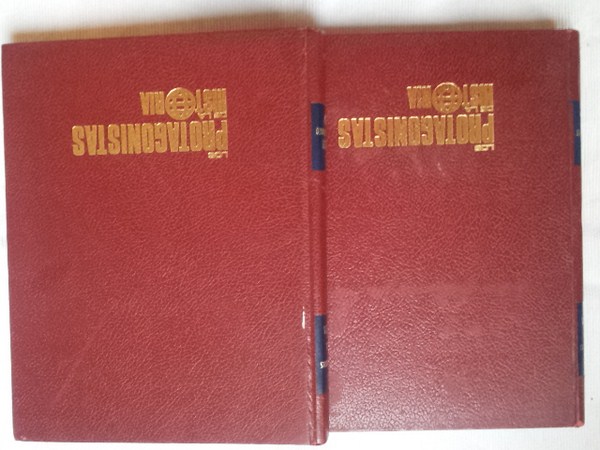 LOS
PROTAGONISTAS
DE LA
HISTORIA
LOS
PROTAGONISTAS
DE LA
HISTORIA